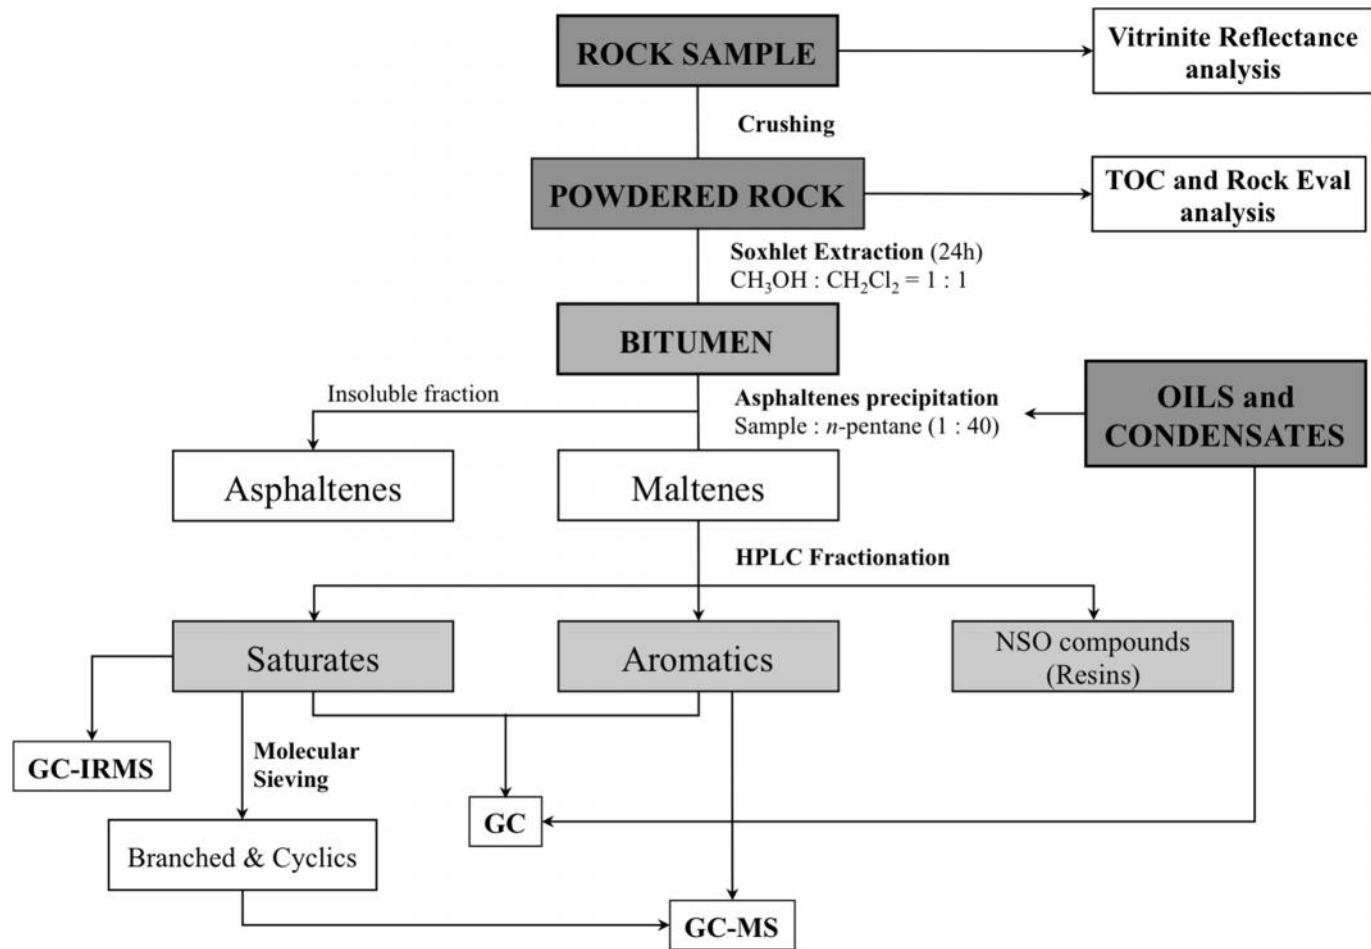 ROCK SAMPLE
Vitrinite Reflectance
analysis
Crushing
POWDERED ROCK
TOC and Rock Eval
analysis
Soxhlet Extraction (24h)
CH₃OH : CH₂Cl₂ = 1 : 1
BITUMEN
Insoluble fraction
Asphaltenes precipitation
Sample : n-pentane (1 : 40)
OILS and
CONDENSATES
Asphaltenes
Maltenes
HPLC Fractionation
Saturates
Aromatics
NSO compounds
(Resins)
GC-IRMS
Molecular
Sieving
GC
Branched & Cyclics
GC-MS